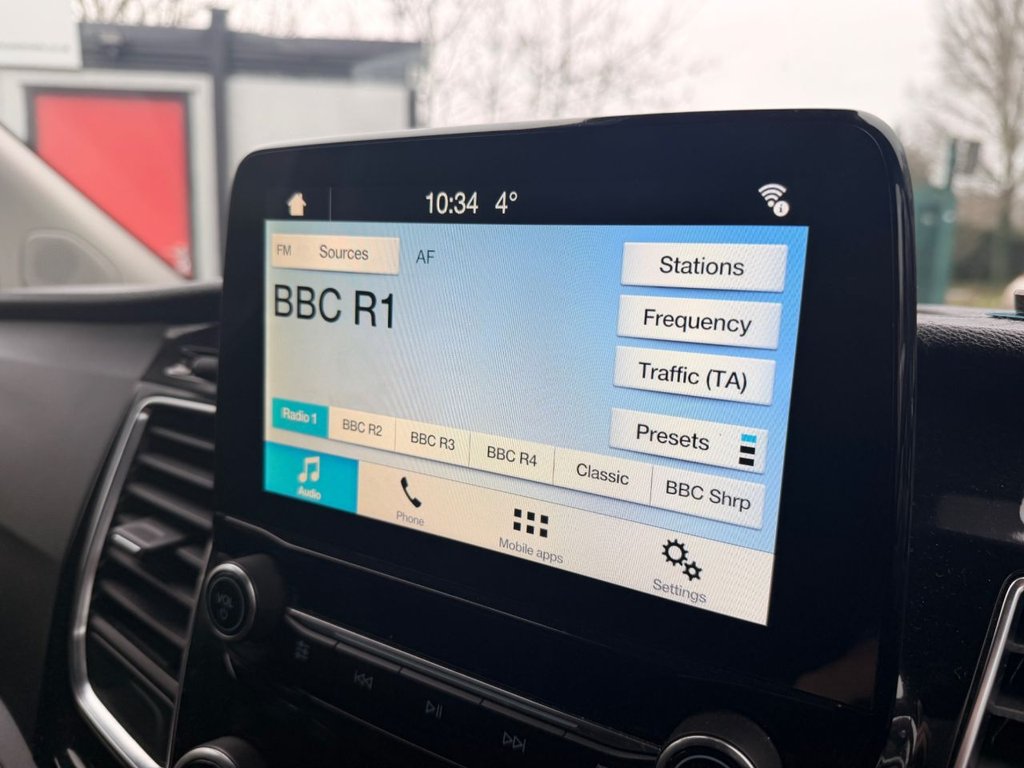 10:34 4°
FM Sources AF
Stations
BBC R1
Frequency
Traffic (TA)
Presets
Radio 1 BBC R2 BBC R3 BBC R4 Classic BBC Shrp
Audio Phone Mobile apps Settings
VOL